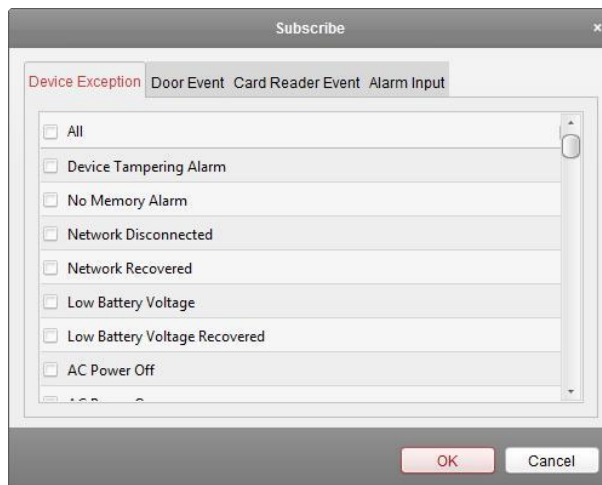 Subscribe
Device Exception Door Event Card Reader Event Alarm Input
All
Device Tampering Alarm
No Memory Alarm
Network Disconnected
Network Recovered
Low Battery Voltage
Low Battery Voltage Recovered
AC Power Off
OK Cancel